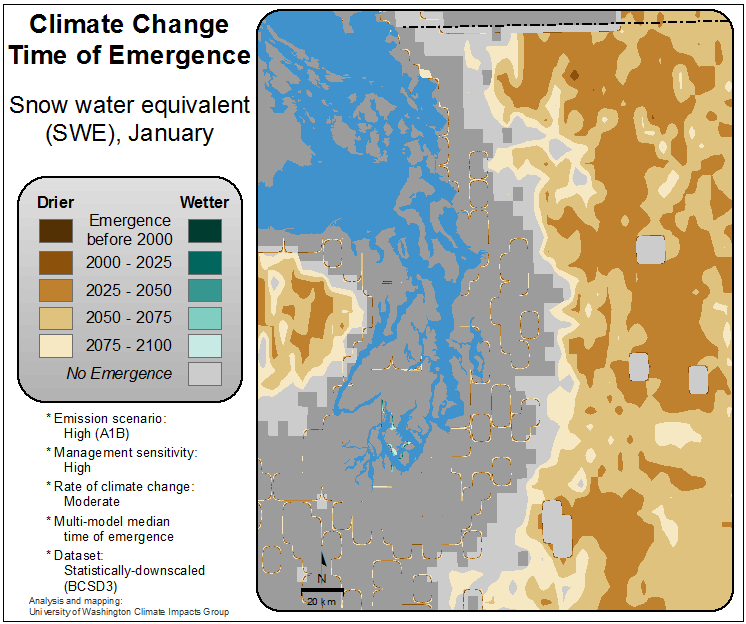 Climate Change
Time of Emergence
Snow water equivalent
(SWE), January
Drier Wetter
Emergence
before 2000
2000 - 2025
2025 - 2050
2050 - 2075
2075 - 2100
No Emergence
* Emission scenario:
High (A1B)
* Management sensitivity:
High
* Rate of climate change:
Moderate
* Multi-model median
time of emergence
* Dataset:
Statistically-downscaled
(BCSD3)
Analysis and mapping:
University of Washington Climate Impacts Group
N
20 km